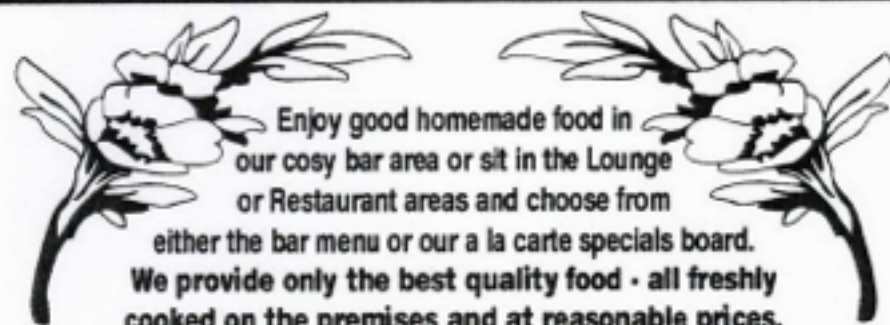 Enjoy good homemade food in
our cosy bar area or sit in the Lounge
or Restaurant areas and choose from
either the bar menu or our a la carte specials board.
We provide only the best quality food - all freshly
cooked on the premises and at reasonable prices.